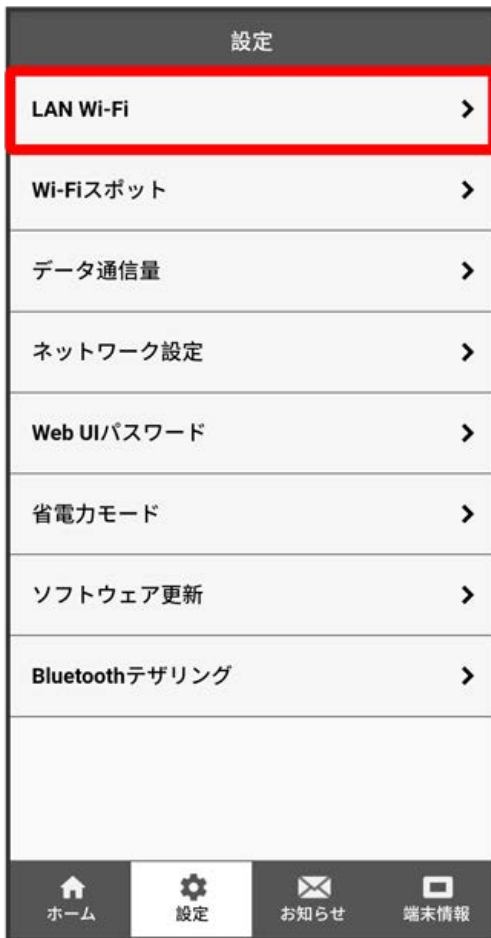 設定
LAN Wi-Fi
Wi-Fiスポット
データ通信量
ネットワーク設定
Web UIパスワード
省電力モード
ソフトウェア更新
Bluetoothテザリング
ホーム
設定
お知らせ
端末情報